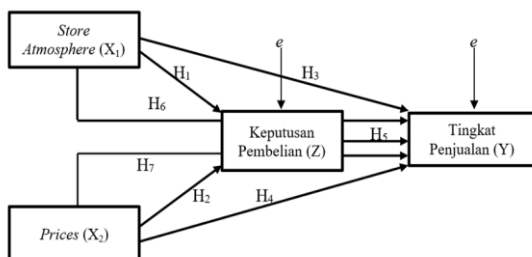 Store
Atmosphere (X₁)
e
e
H₁
H₃
H₆
Keputusan
Pembelian (Z)
H₅
Tingkat
Penjualan (Y)
H₇
H₂
H₄
Prices (X₂)